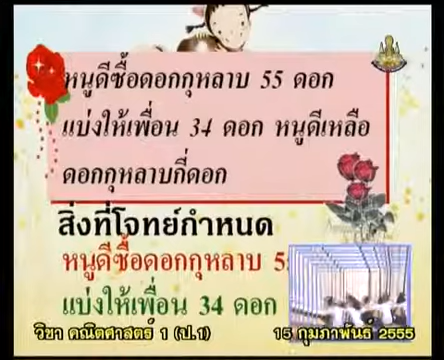 หนูดีซื้อดอกกุหลาบ 55 ดอก
แบ่งให้เพื่อน 34 ดอก หนูดีเหลือ
ดอกกุหลาบกี่ดอก
สิ่งที่โจทย์กำหนด
หนูดีซื้อดอกกุหลาบ 5
แบ่งให้เพื่อน 34 ดอก
วิชา คณิตศาสตร์ 1 (ป.1) 15 กุมภาพันธ์ 2555